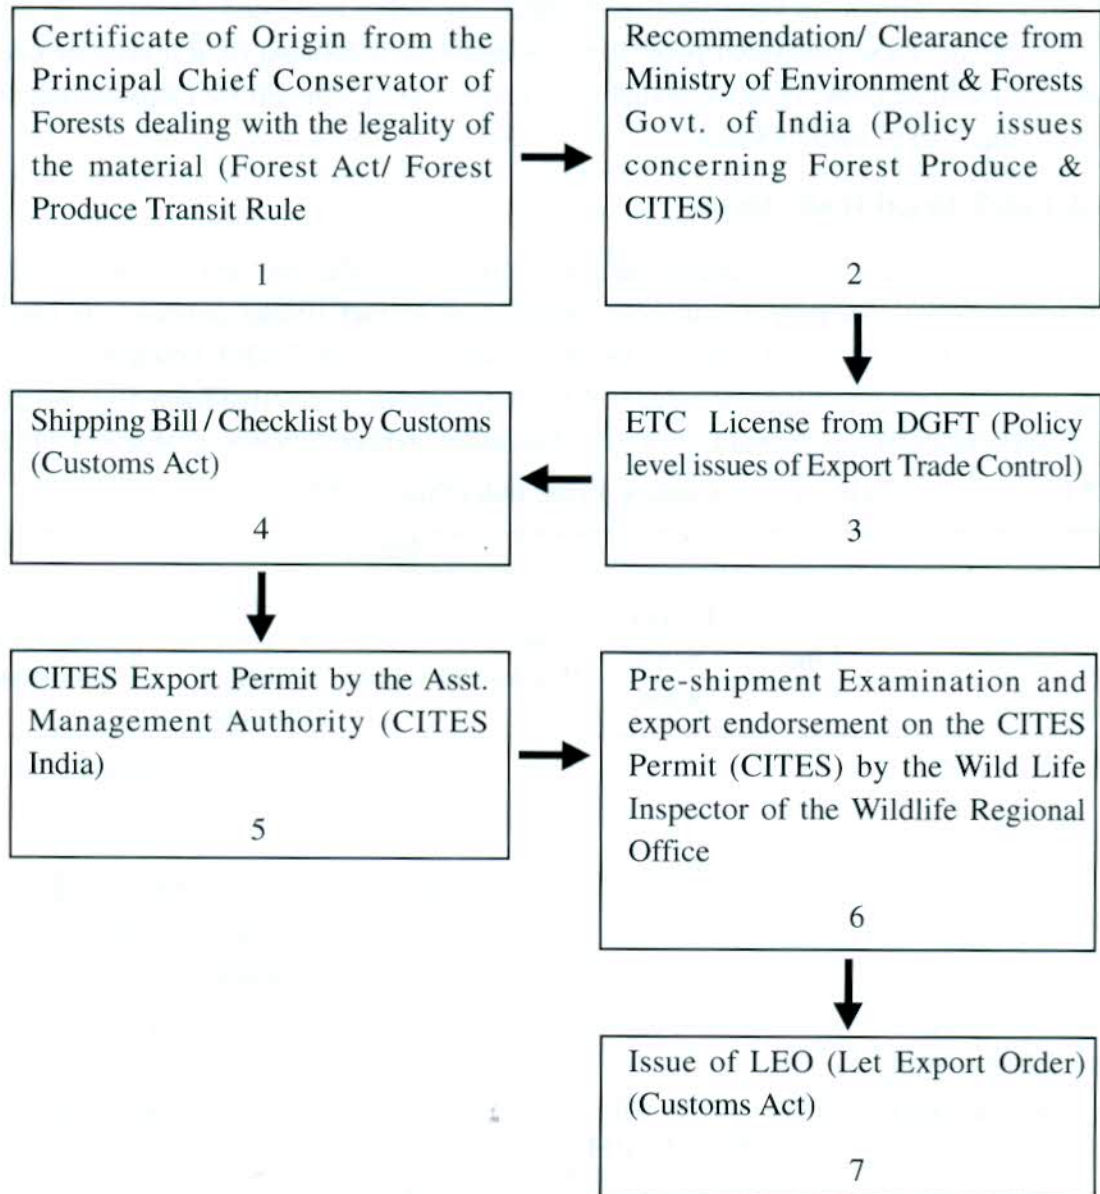 Certificate of Origin from the
Principal Chief Conservator of
Forests dealing with the legality of
the material (Forest Act/ Forest
Produce Transit Rule
1
Recommendation/ Clearance from
Ministry of Environment & Forests
Govt. of India (Policy issues
concerning Forest Produce &
CITES)
2
ETC License from DGFT (Policy
level issues of Export Trade Control)
3
Shipping Bill / Checklist by Customs
(Customs Act)
4
CITES Export Permit by the Asst.
Management Authority (CITES
India)
5
Pre-shipment Examination and
export endorsement on the CITES
Permit (CITES) by the Wild Life
Inspector of the Wildlife Regional
Office
6
Issue of LEO (Let Export Order)
(Customs Act)
7